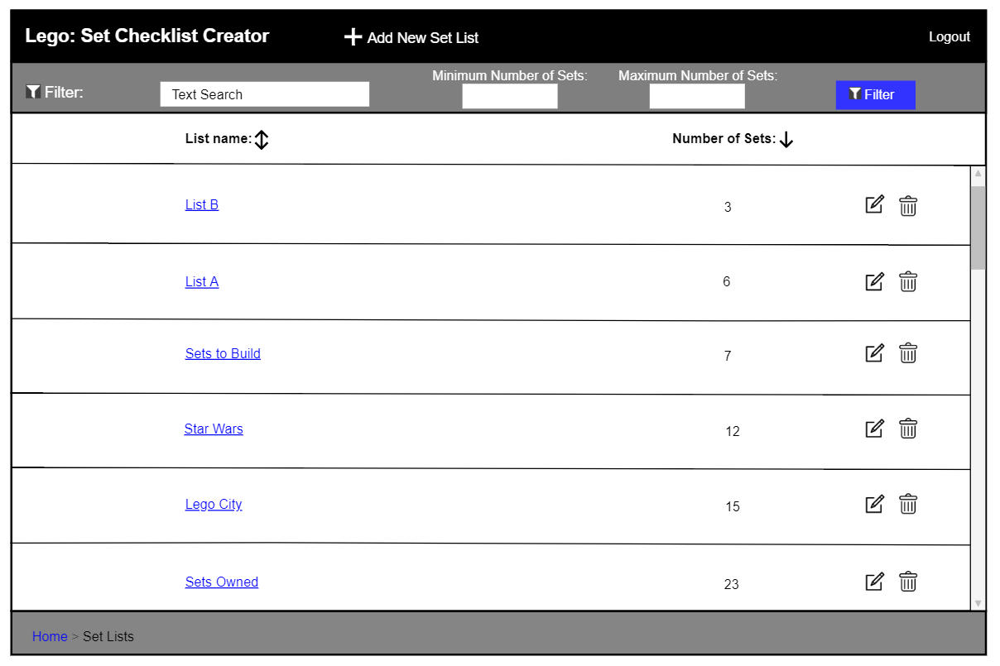 Lego: Set Checklist Creator
Add New Set List
Logout
Filter:
Text Search
Minimum Number of Sets:
Maximum Number of Sets:
Filter
List name:
Number of Sets:
List B
3
List A
6
Sets to Build
7
Star Wars
12
Lego City
15
Sets Owned
23
Home > Set Lists